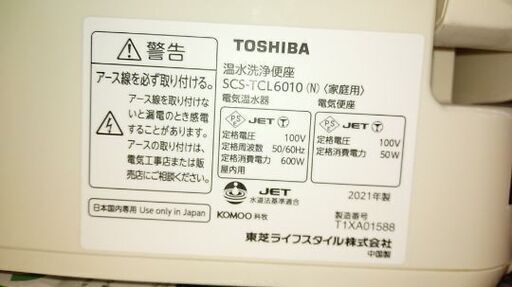 警告
アース線を必ず取り付ける。
アース線を取り付けな
いと漏電のとき感電
することがあります。
アースの取付けは、
電気工事店または販
売店にご相談ください。
日本国内専用 Use only in Japan
TOSHIBA
温水洗浄便座
SCS-TCL6010 (N) 〈家庭用〉
電気温水器
PS E JET T
定格電圧 100V
定格周波数 50/60Hz
定格消費電力 600W
屋内用
電気便座
PS E JET T
定格電圧 100V
定格消費電力 50W
JET
水道法基準適合
KOMOO 科牧
2021年製
製造番号
T1XA01588
東芝ライフスタイル株式会社
中国製